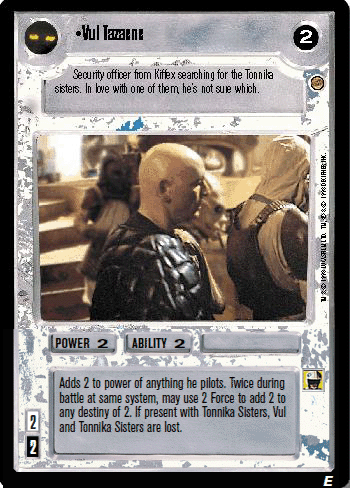 •Vul Tazaene
2
Security officer from Kiffex searching for the Tonnika
sisters. In love with one of them, he's not sure which.
POWER 2
ABILITY 2
Adds 2 to power of anything he pilots. Twice during
battle at same system, may use 2 Force to add 2 to
any destiny of 2. If present with Tonnika Sisters, Vul
and Tonnika Sisters are lost.
2
2
E